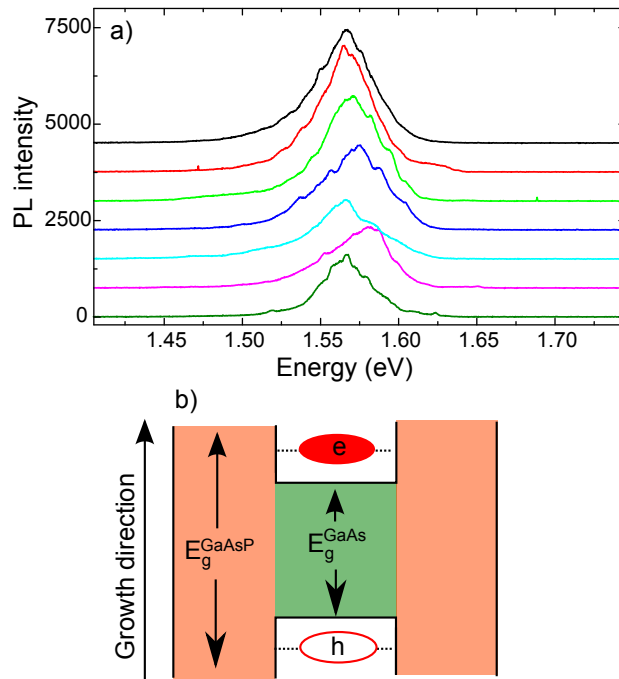 a)
PL intensity
7500
5000
2500
0
1.45 1.50 1.55 1.60 1.65 1.70
Energy (eV)
b)
Growth direction
e
E_g^GaAsP
E_g^GaAs
h